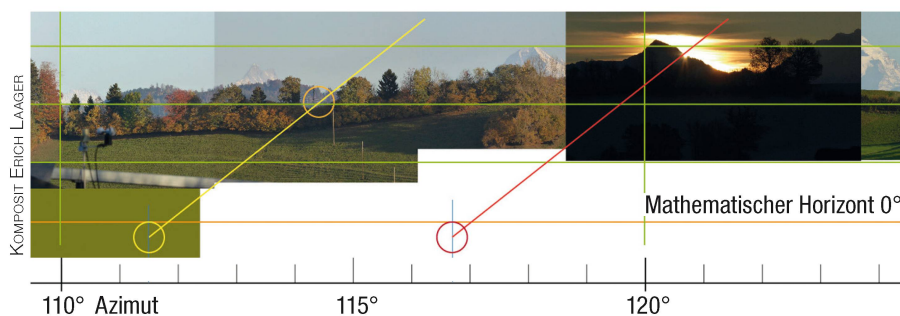 KOMPOSIT ERICH LAAGER
Mathematischer Horizont 0°
110° Azimut
115°
120°